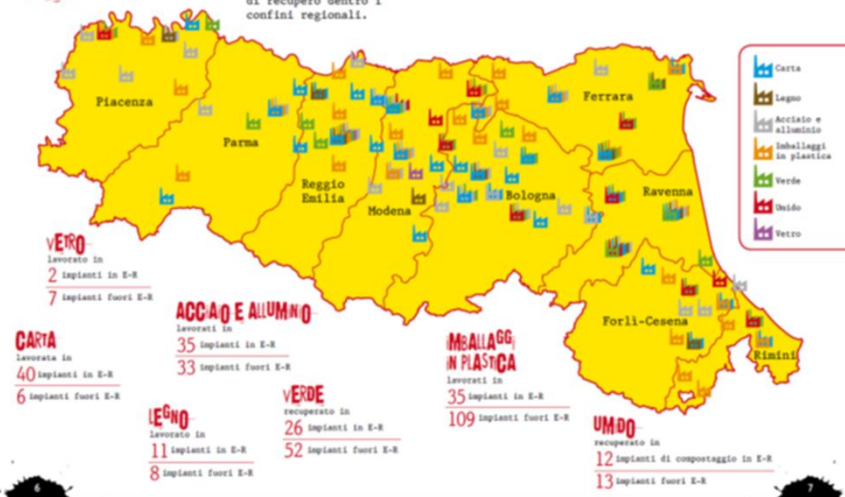 di recupero dentro i
confini regionali.
Piacenza
Parma
Reggio
Emilia
Modena
Bologna
Ferrara
Ravenna
Forlì-Cesena
Rimini
Carta
Legno
Acciaio e
alluminio
Imballaggi
in plastica
Verde
Umido
Vetro
VETRO
lavorato in
2 impianti in E-R
7 impianti fuori E-R
CARTA
lavorata in
40 impianti in E-R
6 impianti fuori E-R
ACCIAIO E ALLUMINIO
lavorati in
35 impianti in E-R
33 impianti fuori E-R
LEGNO
lavorato in
11 impianti in E-R
8 impianti fuori E-R
VERDE
recuperato in
26 impianti in E-R
52 impianti fuori E-R
IMBALLAGGI
IN PLASTICA
lavorati in
35 impianti in E-R
109 impianti fuori E-R
UMIDO
recuperato in
12 impianti di compostaggio in E-R
13 impianti fuori E-R
6
7